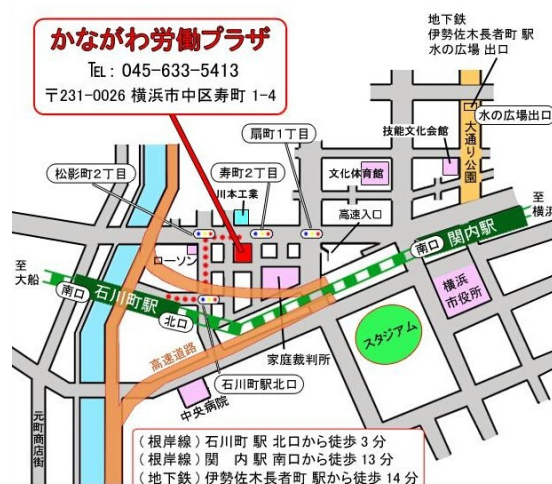 かながわ労働プラザ
TEL : 045-633-5413
〒231-0026 横浜市中区寿町 1-4
地下鉄
伊勢佐木長者町 駅
水の広場 出口
水の広場出口
大通り公園
技能文化会館
扇町1丁目
松影町2丁目
寿町2丁目
川本工業
文化体育館
高速入口
至
横浜
関内駅
南口
ローソン
至
大船
南口
石川町駅
北口
横浜
市役所
スタジアム
家庭裁判所
高速道路
石川町駅北口
中央病院
元町商店街
(根岸線) 石川町 駅 北口から徒歩 3 分
(根岸線) 関 内 駅 南口から徒歩 13 分
(地下鉄) 伊勢佐木長者町 駅から徒歩 14 分